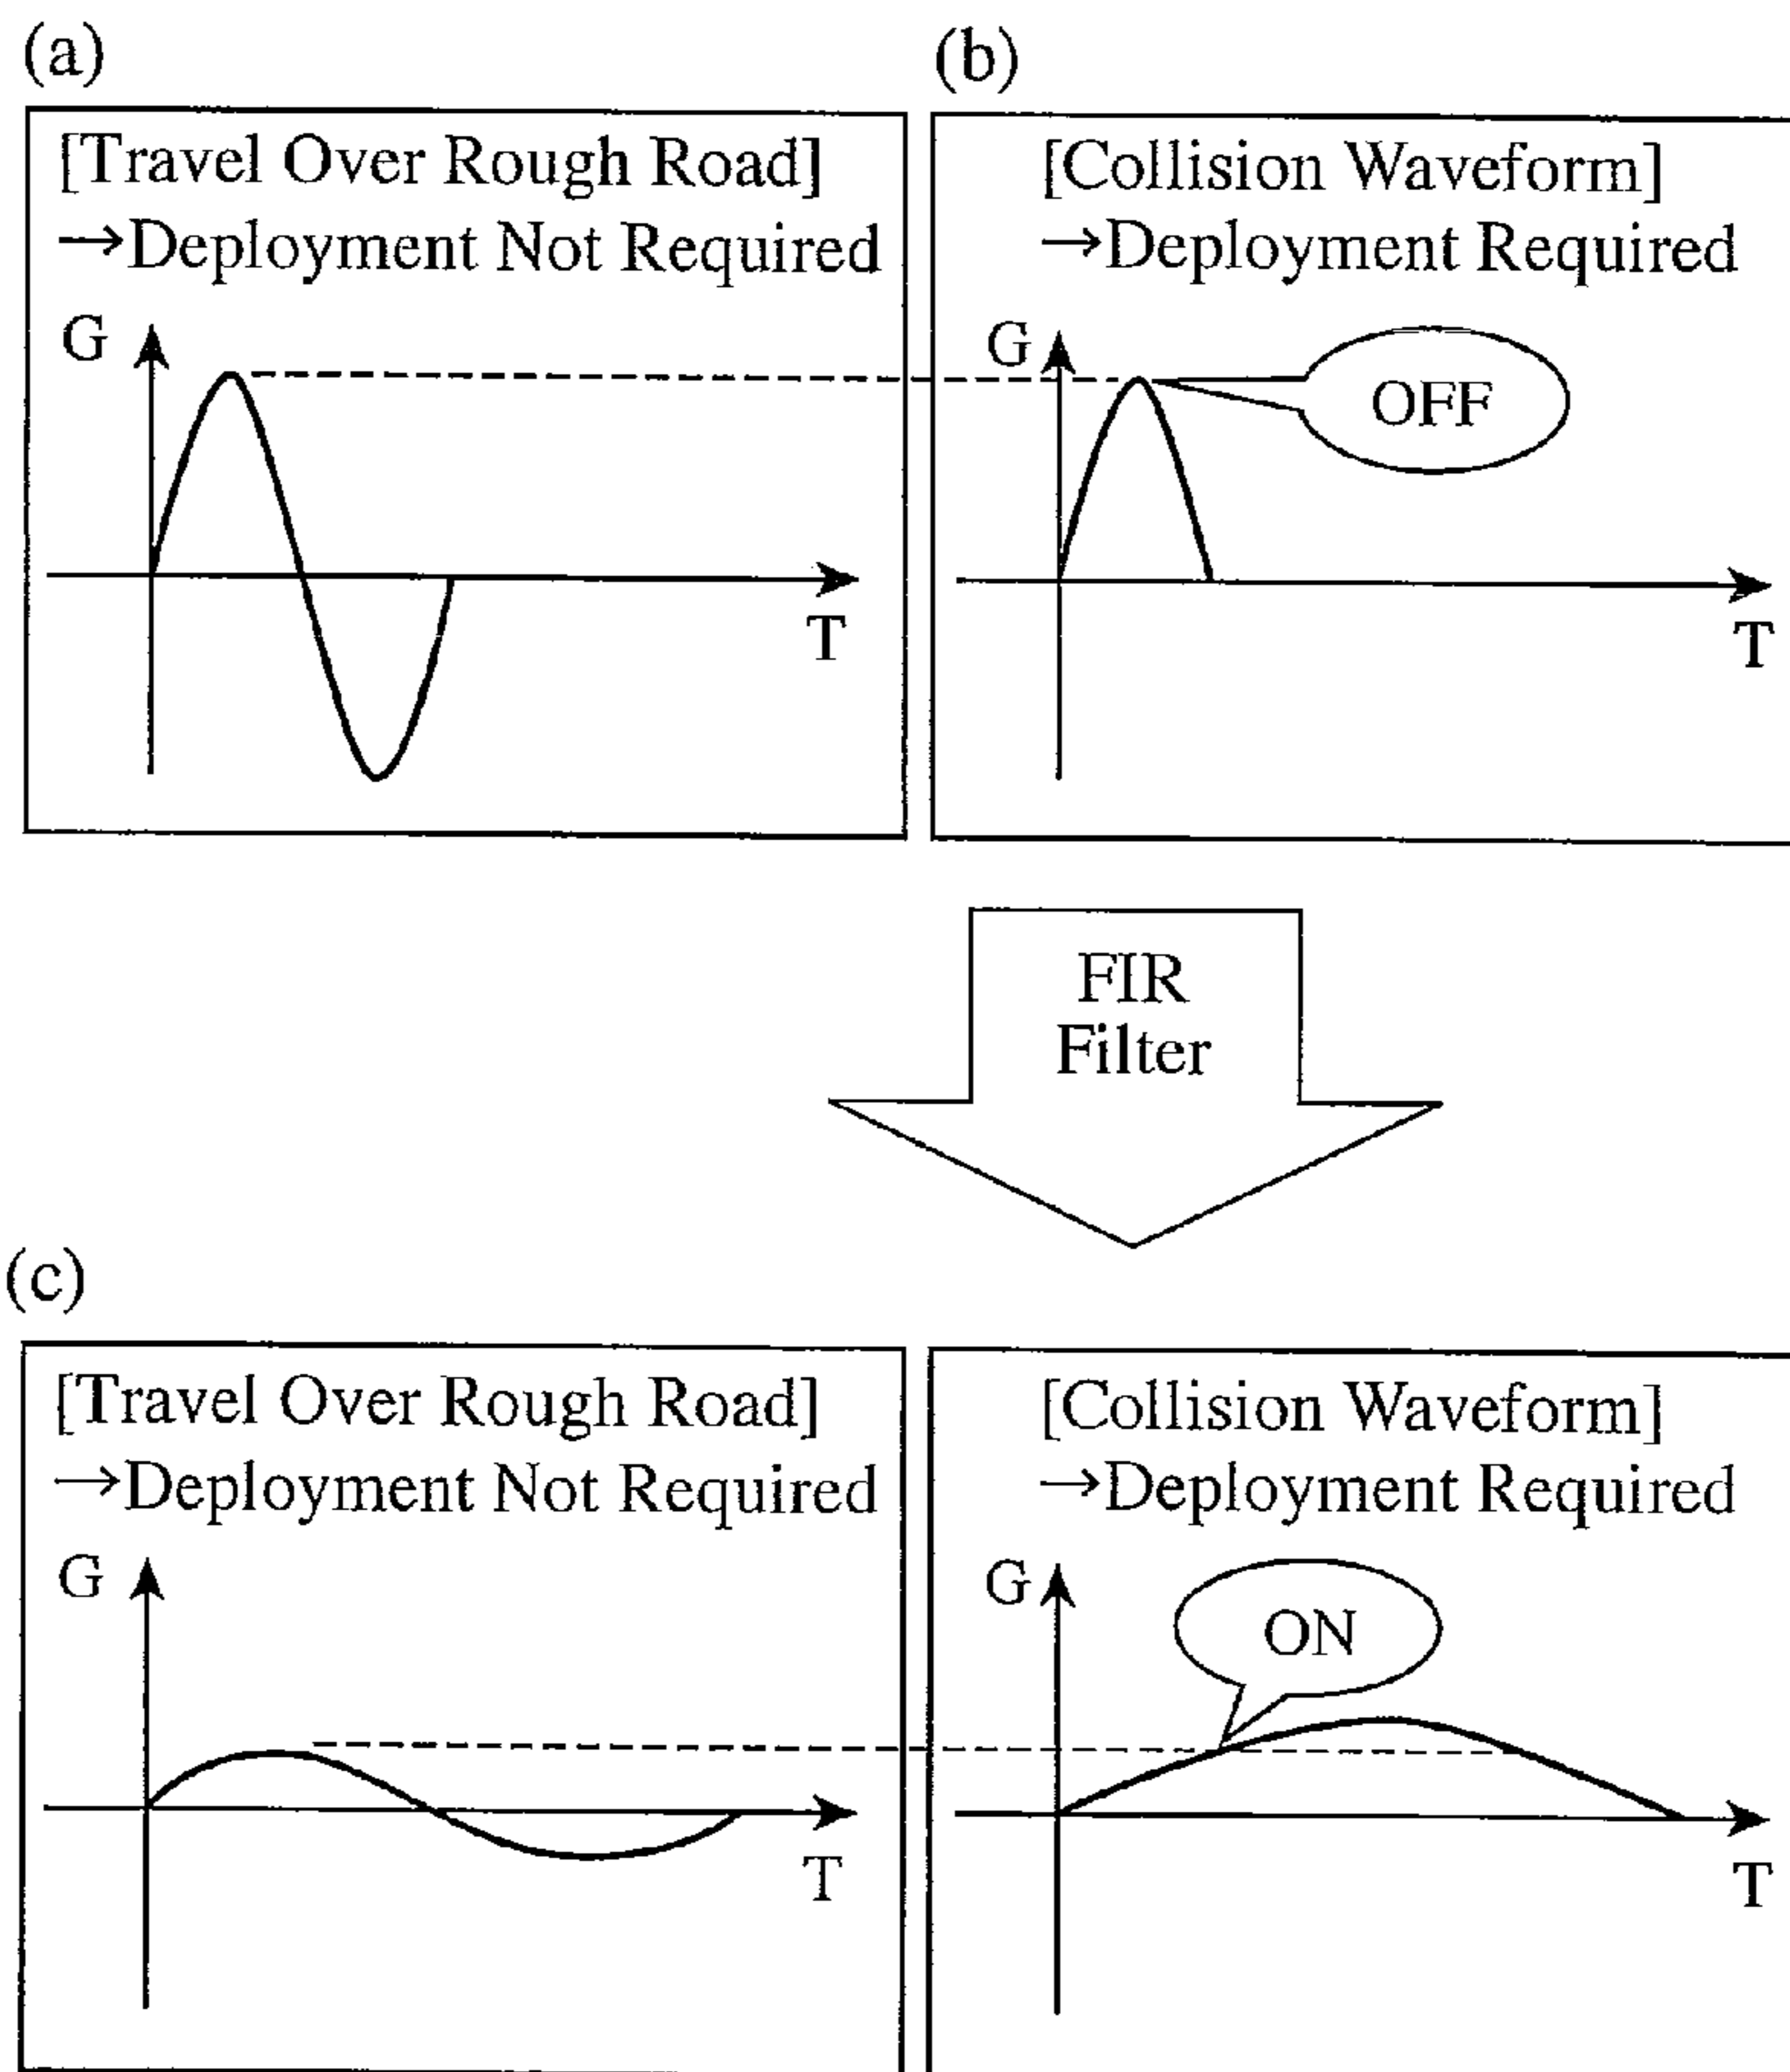 (a)
[Travel Over Rough Road]
→Deployment Not Required
G
T
(b)
[Collision Waveform]
→Deployment Required
G
OFF
T
FIR
Filter
(c)
[Travel Over Rough Road]
→Deployment Not Required
G
T
[Collision Waveform]
→Deployment Required
G
ON
T